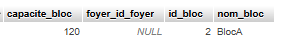 capacite_bloc foyer_id_foyer id_bloc nom_bloc
120 NULL 2 BlocA